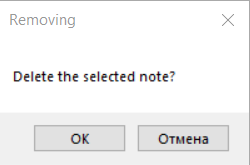 Removing
Delete the selected note?
OK
Отмена